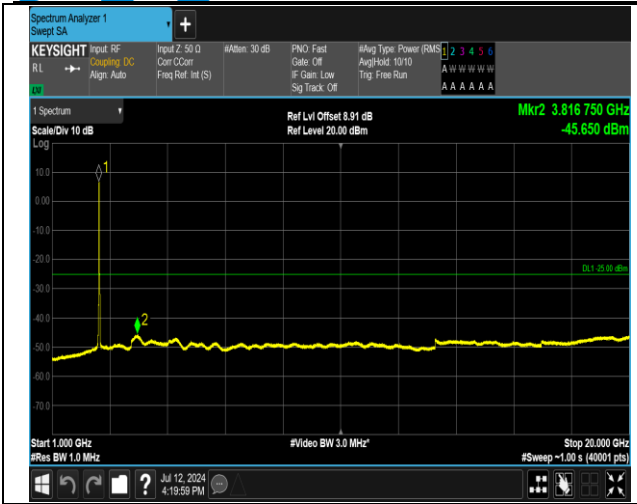 Spectrum Analyzer 1
Swept SA
+
KEYSIGHT
RL
LXI
Input: RF
Coupling: DC
Align: Auto
Input Z: 50 Ω
Corr CCorr
Freq Ref: Int (S)
#Atten: 30 dB
PNO: Fast
Gate: Off
IF Gain: Low
Sig Track: Off
#Avg Type: Power (RMS
Avg|Hold: 10/10
Trig: Free Run
1 2 3 4 5 6
A W W W W W
A A A A A A
1 Spectrum
Scale/Div 10 dB
Ref Lvl Offset 8.91 dB
Ref Level 20.00 dBm
Mkr2 3.816 750 GHz
-45.650 dBm
Log
10.0
0.00
-10.0
-20.0
-30.0
-40.0
-50.0
-60.0
-70.0
1
2
DL1 -25.00 dBm
Start 1.000 GHz
#Res BW 1.0 MHz
#Video BW 3.0 MHz*
Stop 20.000 GHz
#Sweep ~1.00 s (40001 pts)
?
Jul 12, 2024
4:19:59 PM